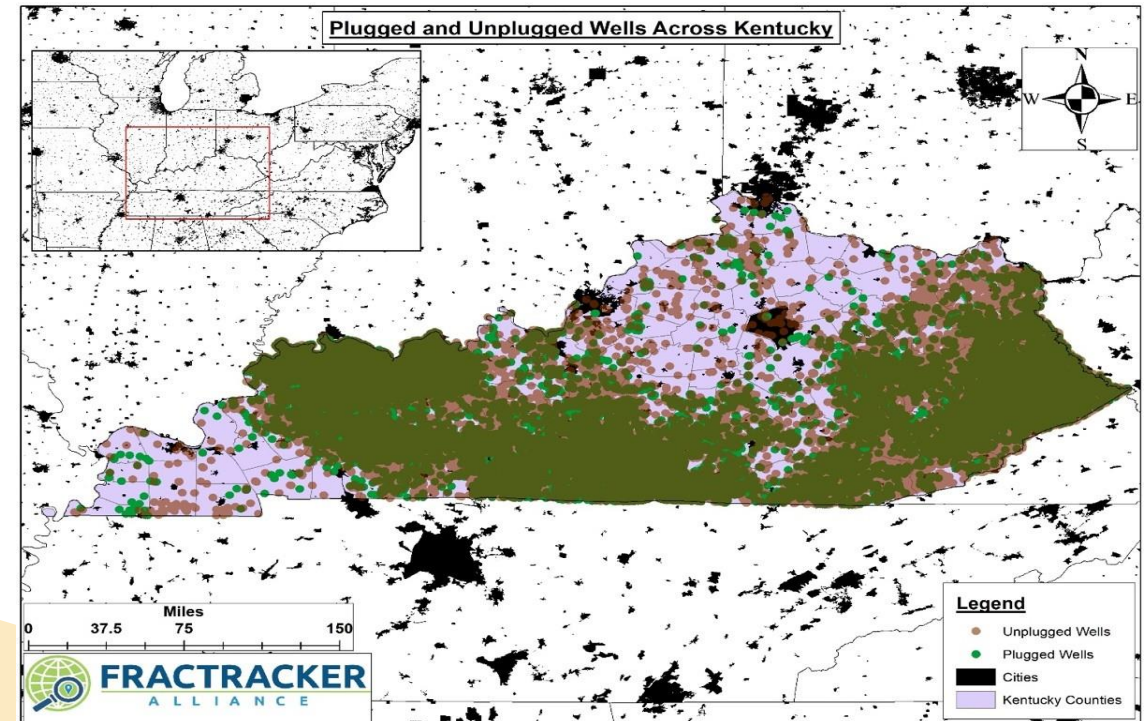 Plugged and Unplugged Wells Across Kentucky
N
W E
S
Miles
0 37.5 75 150
FRACTRACKER
ALLIANCE
Legend
Unplugged Wells
Plugged Wells
Cities
Kentucky Counties